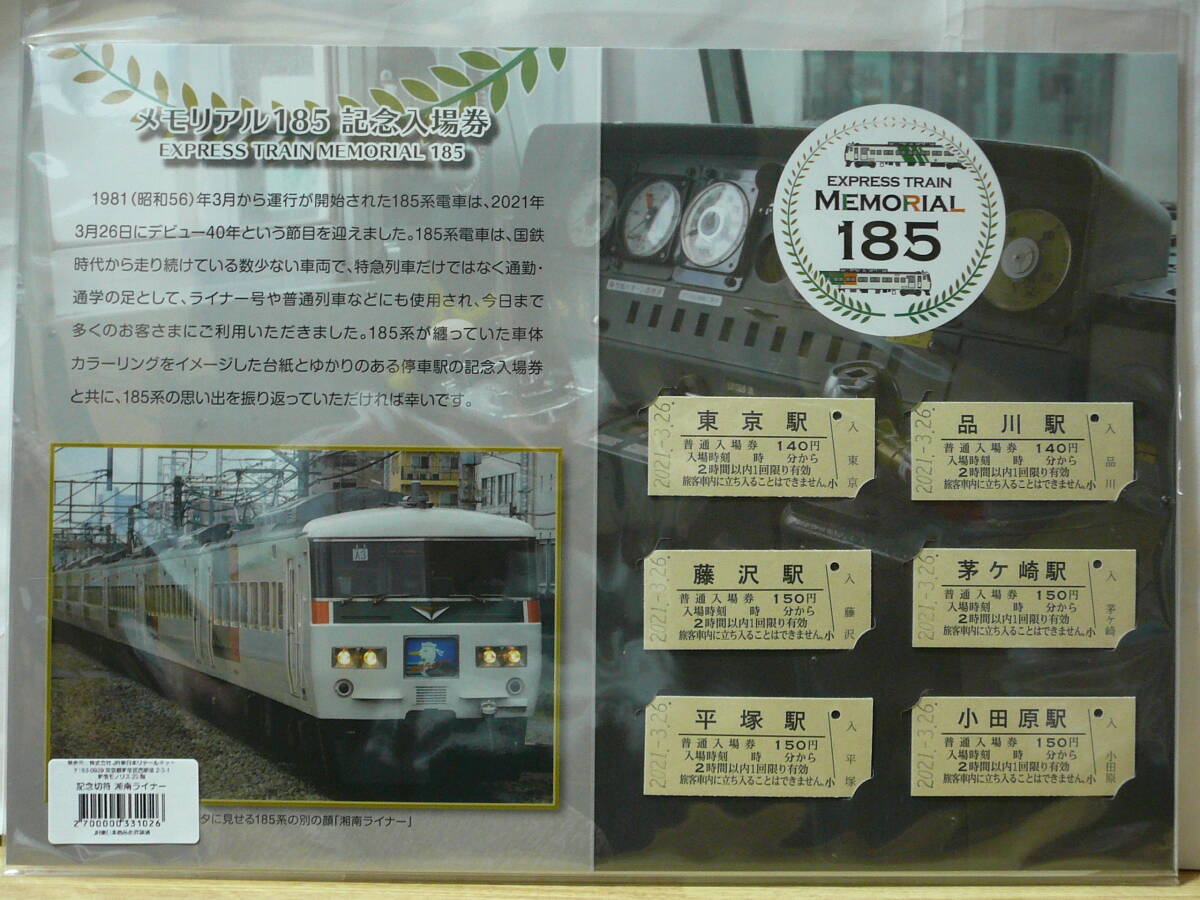 メモリアル185 記念入場券
EXPRESS TRAIN MEMORIAL 185
1981(昭和56)年3月から運行が開始された185系電車は、2021年
3月26日にデビュー40年という節目を迎えました。185系電車は、国鉄
時代から走り続けている数少ない車両で、特急列車だけではなく通勤・
通学の足として、ライナー号や普通列車などにも使用され、今日まで
多くのお客さまにご利用いただきました。185系が纏っていた車体
カラーリングをイメージした台紙とゆかりのある停車駅の記念入場券
と共に、185系の思い出を振り返っていただければ幸いです。
A3
記念切符 湘南ライナー
2700000331026
タに見せる185系の別の顔「湘南ライナー」
EXPRESS TRAIN
MEMORIAL
185
2021.-3.26
東京駅
普通入場券 140円
入場時刻 時 分から
2時間以内1回限り有効
旅客車内に立ち入ることはできません。小
入
東京
2021.-3.26
品川駅
普通入場券 140円
入場時刻 時 分から
2時間以内1回限り有効
旅客車内に立ち入ることはできません。小
入
品川
2021.-3.26
藤沢駅
普通入場券 150円
入場時刻 時 分から
2時間以内1回限り有効
旅客車内に立ち入ることはできません。小
入
藤沢
2021.-3.26
茅ケ崎駅
普通入場券 150円
入場時刻 時 分から
2時間以内1回限り有効
旅客車内に立ち入ることはできません。小
入
茅ヶ崎
2021.-3.26
平塚駅
普通入場券 150円
入場時刻 時 分から
2時間以内1回限り有効
旅客車内に立ち入ることはできません。小
入
平塚
2021.-3.26
小田原駅
普通入場券 150円
入場時刻 時 分から
2時間以内1回限り有効
旅客車内に立ち入ることはできません。小
入
小田原